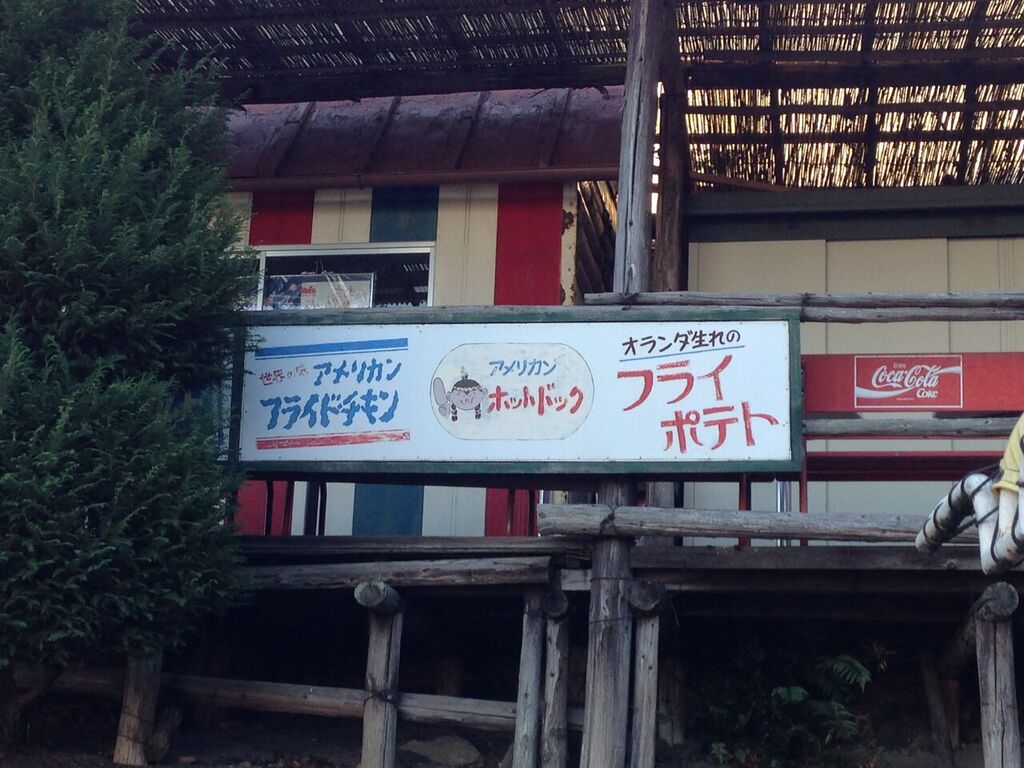 世界の味 アメリカン
フライドチキン
アメリカン
ホットドック
オランダ生れの
フライ
ポテト
Enjoy
Coca-Cola
Coke